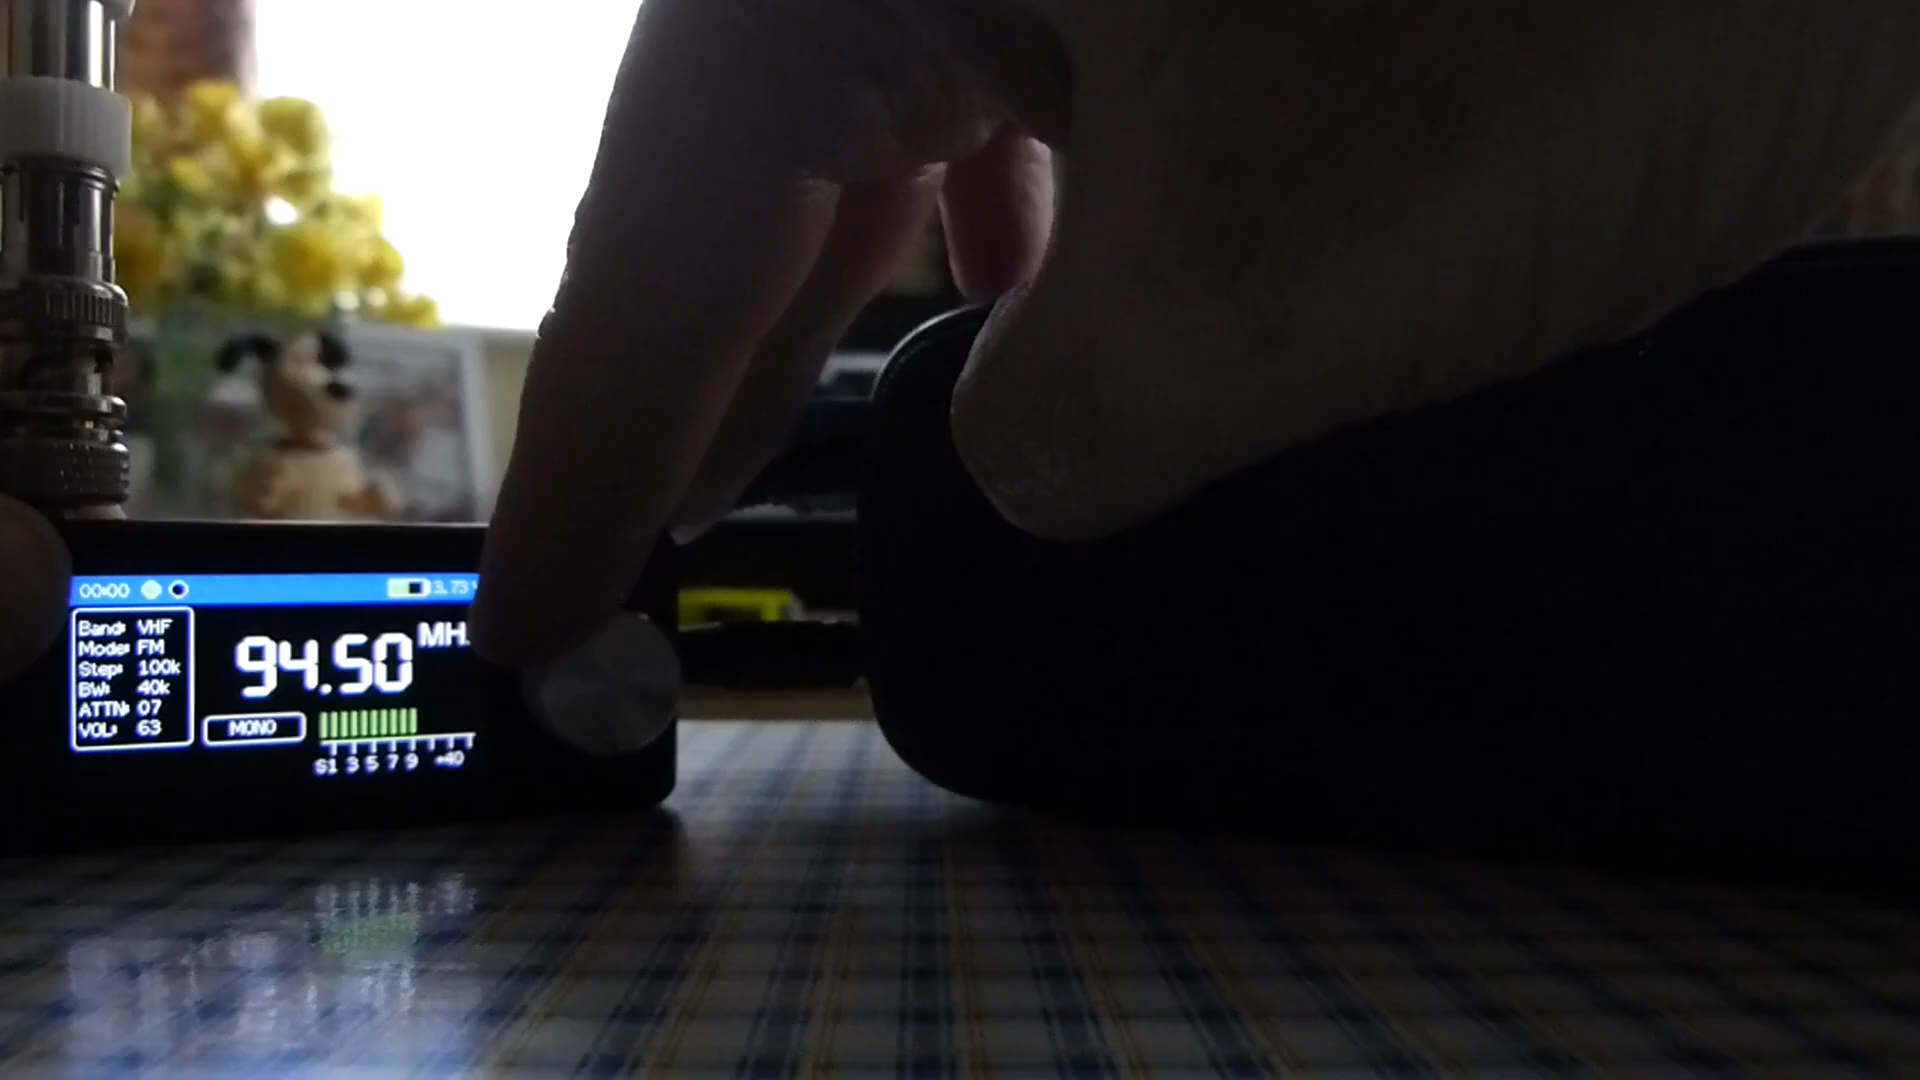 00:00 3.73
Band: VHF
Mode: FM
Step: 100k
BW: 40k
ATTN: 07
VOL: 63
94.50 MH
MONO
S1 3 5 7 9 +40